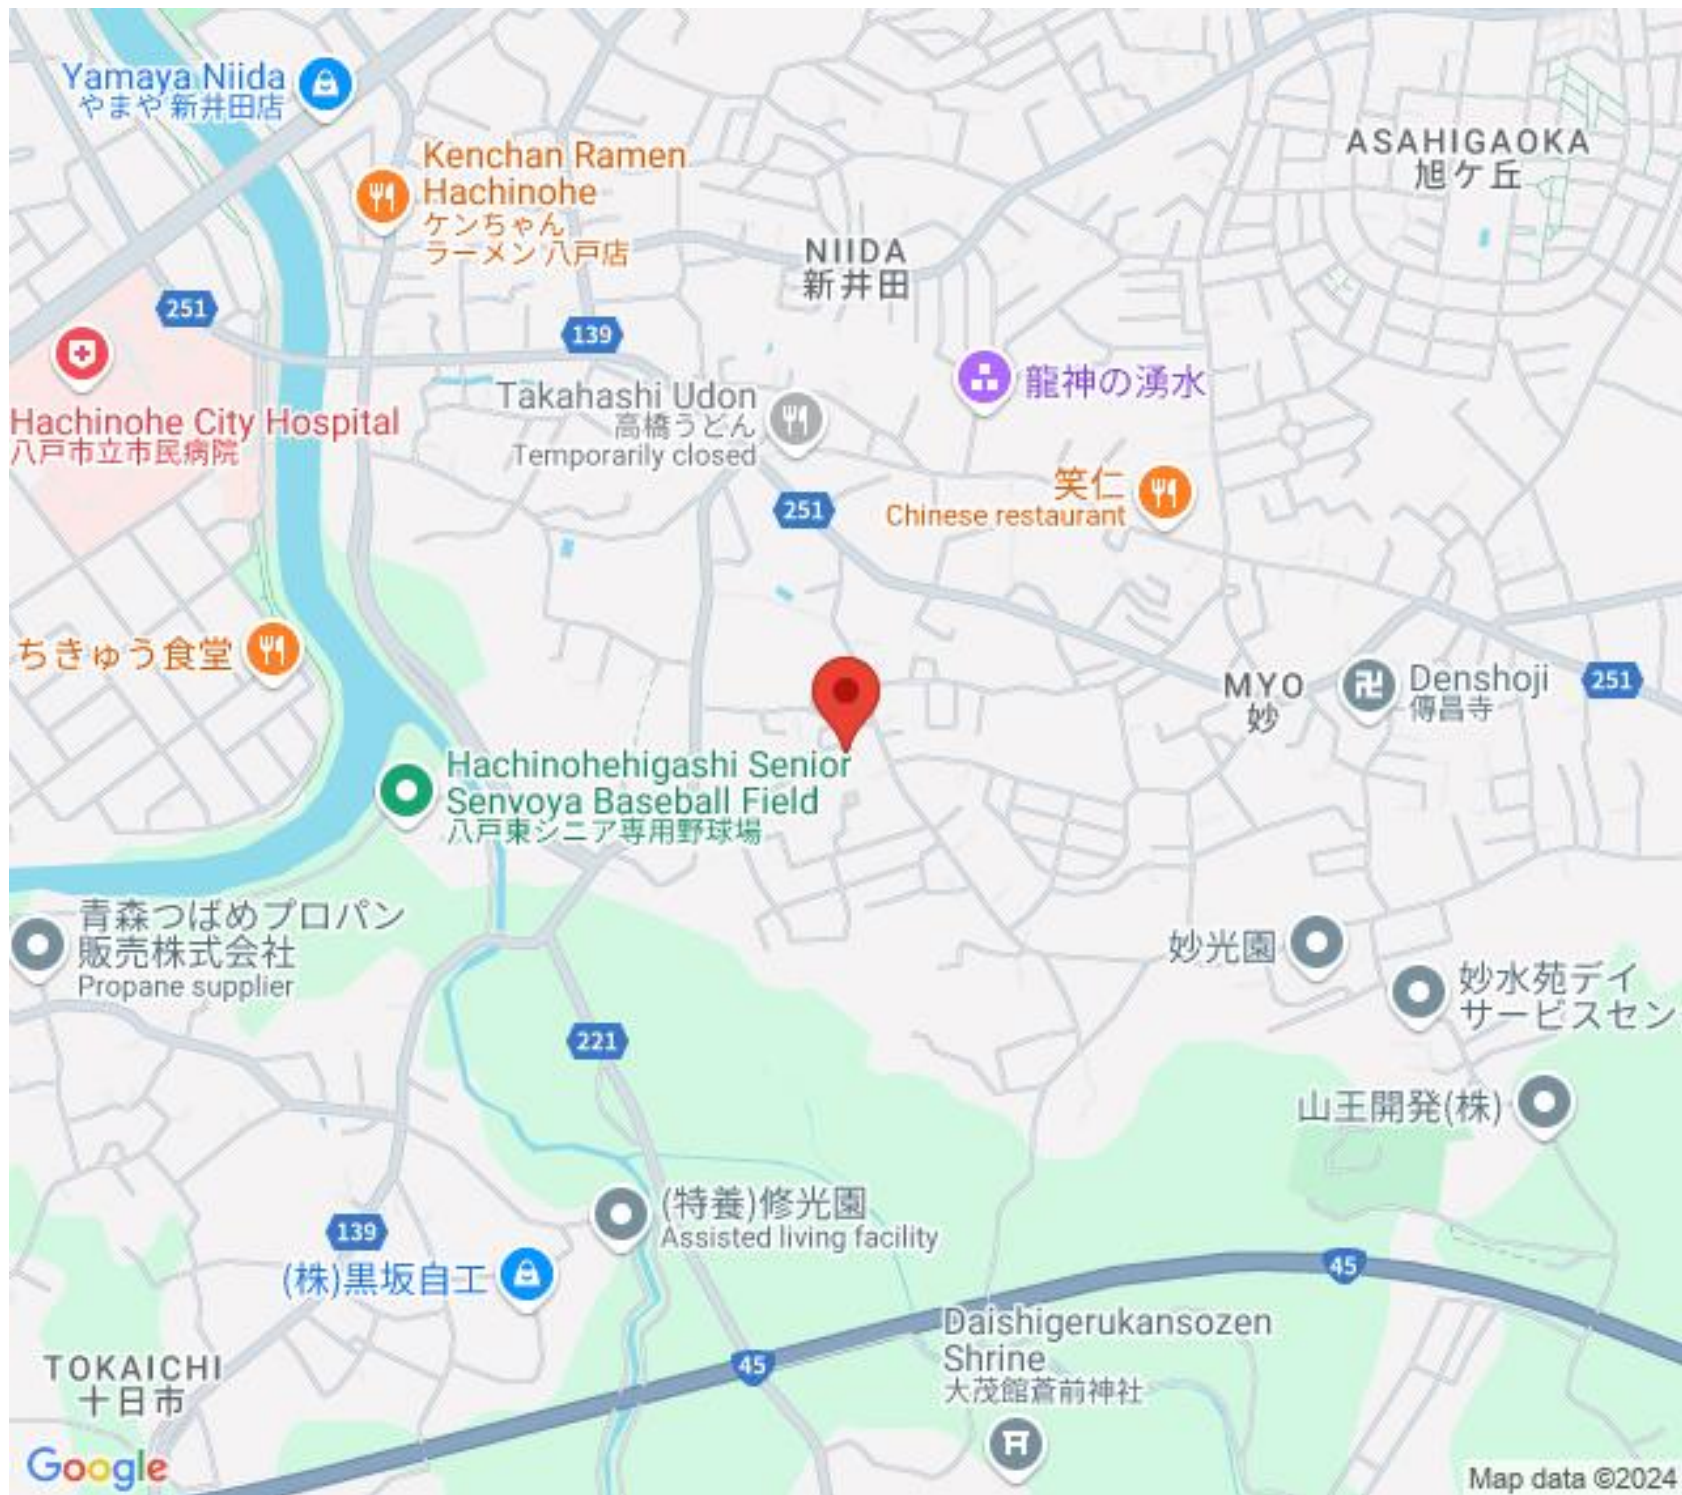 Yamaya Niida
やまや 新井田店
Kenchan Ramen
Hachinohe
ケンちゃん
ラーメン 八戸店
ASAHIGAOKA
旭ケ丘
NIIDA
新井田
251
139
Hachinohe City Hospital
八戸市立市民病院
Takahashi Udon
高橋うどん
Temporarily closed
龍神の湧水
笑仁
Chinese restaurant
251
ちきゅう食堂
MYO
妙
Denshoji
傳昌寺
251
Hachinohehigashi Senior
Senvoya Baseball Field
八戸東シニア専用野球場
青森つばめプロパン
販売株式会社
Propane supplier
妙光園
妙水苑デイ
サービスセン
221
山王開発(株)
(特養)修光園
Assisted living facility
139
(株)黒坂自工
45
Daishigerukansozen
Shrine
大茂館蒼前神社
45
TOKAICHI
十日市
Google
Map data ©2024